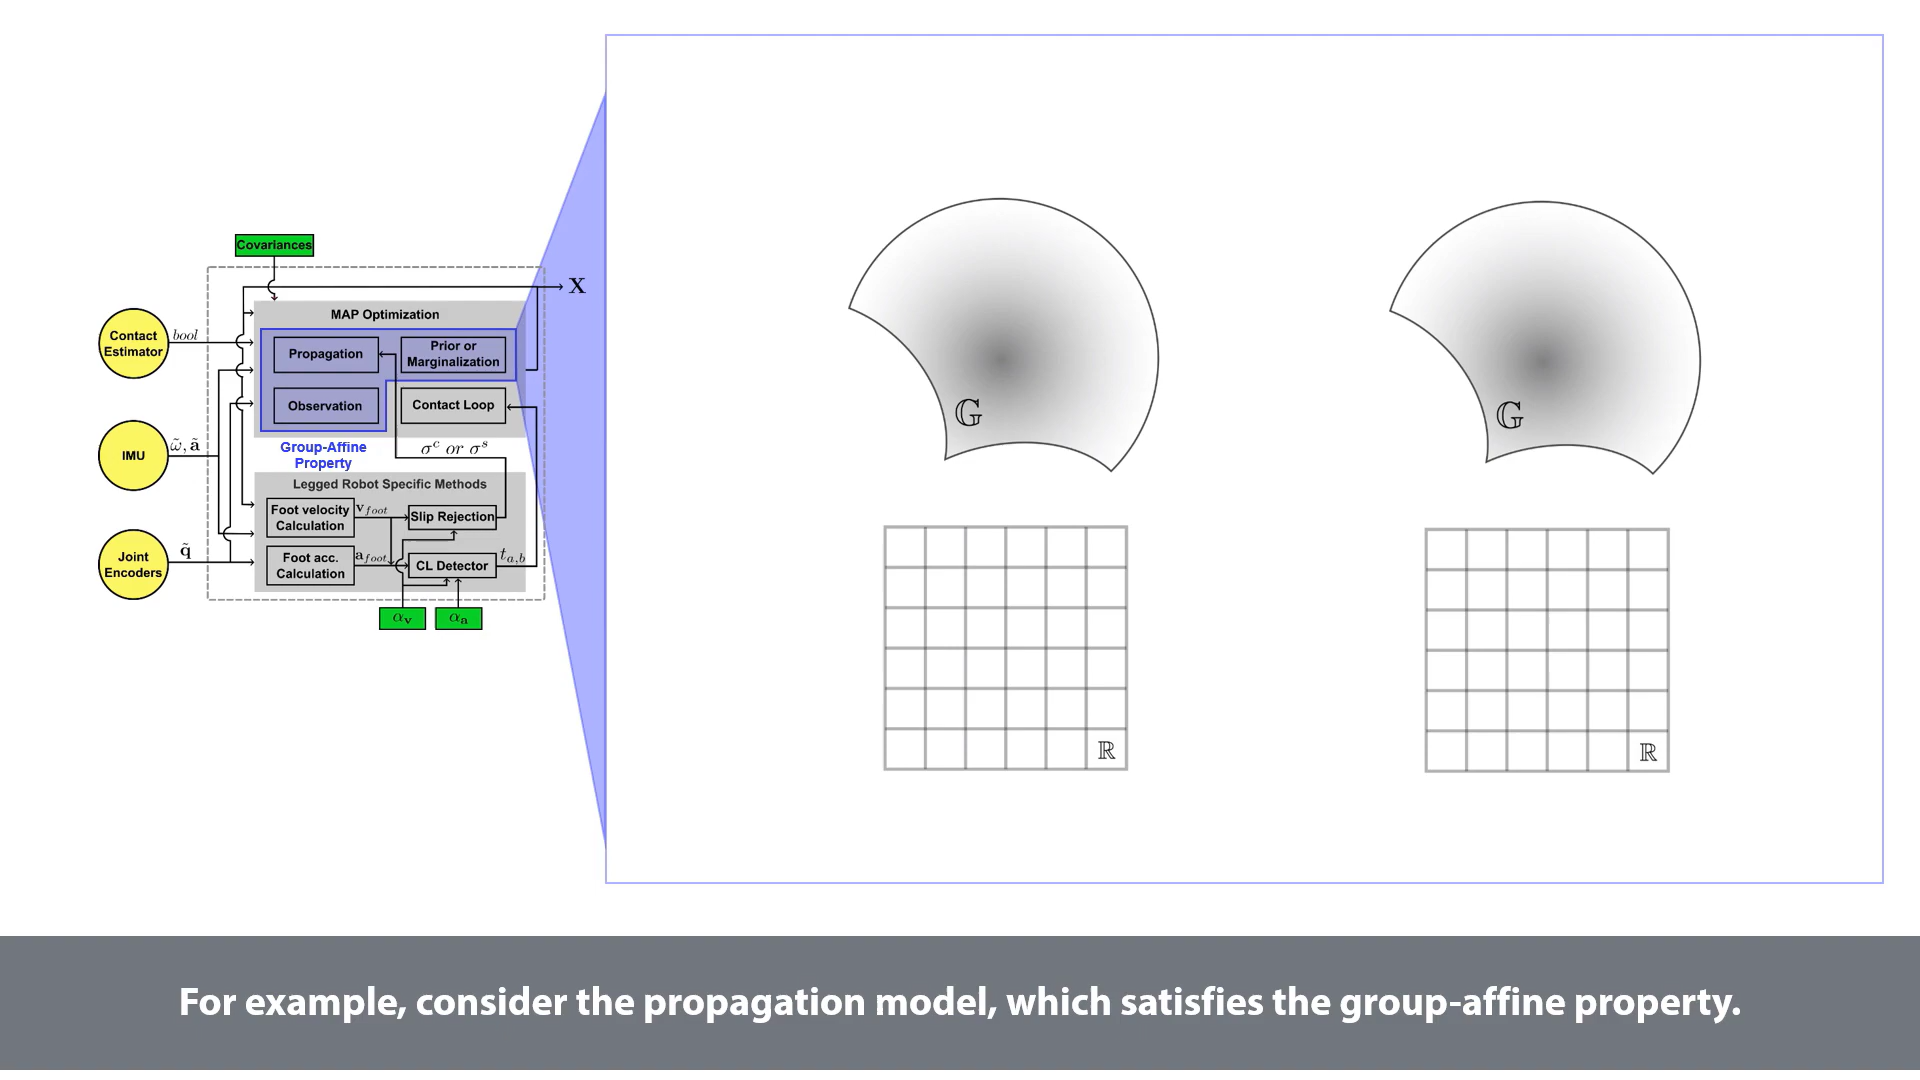 Covariances
X
MAP Optimization
Contact
Estimator
bool
Propagation
Prior or
Marginalization
Observation
Contact Loop
Group-Affine
Property
σᶜ or σˢ
IMU
ω̃, ã
Legged Robot Specific Methods
Foot velocity
Calculation
v_foot
Slip Rejection
Joint
Encoders
q̃
Foot acc.
Calculation
a_foot
CL Detector
t_a,b
α_v
α_a
𝔾
𝔾
ℝ
ℝ
For example, consider the propagation model, which satisfies the group-affine property.